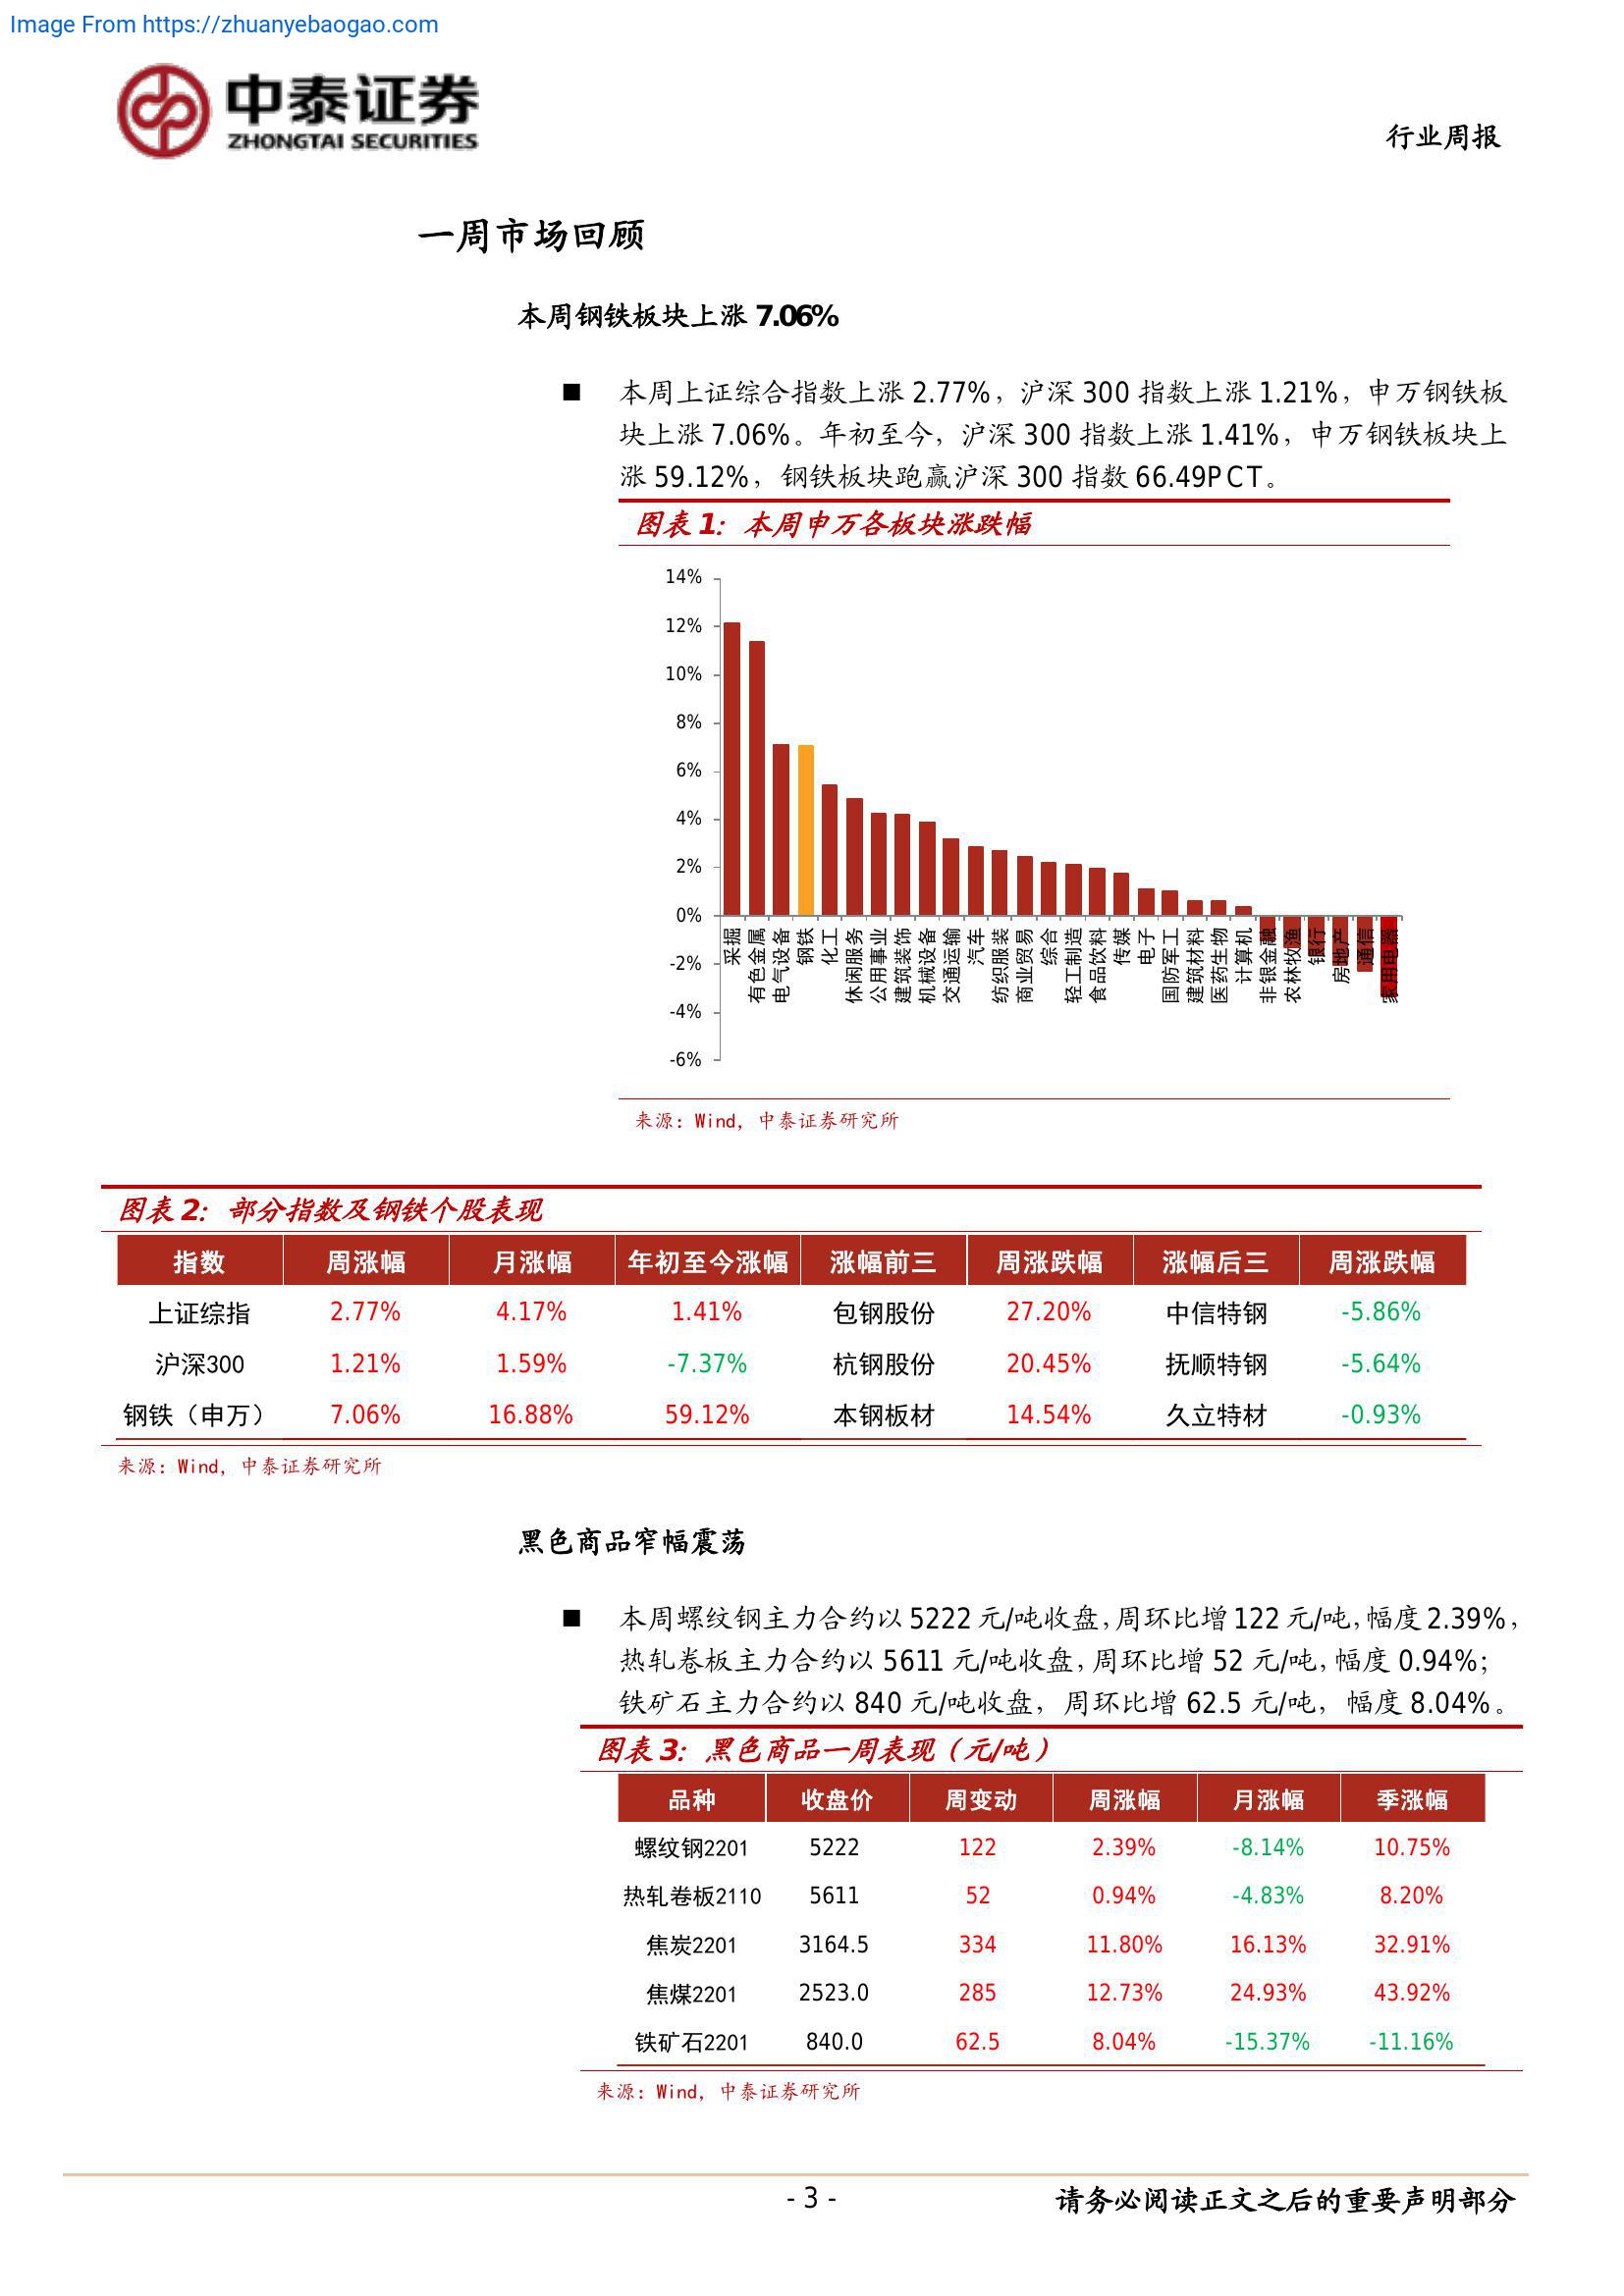 Image From https://zhuanyebaogao.com
中泰证券
ZHONGTAI SECURITIES
行业周报
一周市场回顾
本周钢铁板块上涨 7.06%
■ 本周上证综合指数上涨 2.77%，沪深 300 指数上涨 1.21%，申万钢铁板
块上涨 7.06%。年初至今，沪深 300 指数上涨 1.41%，申万钢铁板块上
涨 59.12%，钢铁板块跑赢沪深 300 指数 66.49PCT。
图表 1：本周申万各板块涨跌幅
14%
12%
10%
8%
6%
4%
2%
0%
-2%
-4%
-6%
采掘
有色金属
电气设备
钢铁
化工
休闲服务
公用事业
建筑装饰
机械设备
交通运输
汽车
纺织服装
商业贸易
综合
轻工制造
食品饮料
传媒
电子
国防军工
建筑材料
医药生物
计算机
非银金融
农林牧渔
银行
房地产
通信
家用电器
来源：Wind，中泰证券研究所
图表 2：部分指数及钢铁个股表现
指数 周涨幅 月涨幅 年初至今涨幅 涨幅前三 周涨跌幅 涨幅后三 周涨跌幅
上证综指 2.77% 4.17% 1.41% 包钢股份 27.20% 中信特钢 -5.86%
沪深300 1.21% 1.59% -7.37% 杭钢股份 20.45% 抚顺特钢 -5.64%
钢铁（申万） 7.06% 16.88% 59.12% 本钢板材 14.54% 久立特材 -0.93%
来源：Wind，中泰证券研究所
黑色商品窄幅震荡
■ 本周螺纹钢主力合约以 5222 元/吨收盘，周环比增 122 元/吨，幅度 2.39%，
热轧卷板主力合约以 5611 元/吨收盘，周环比增 52 元/吨，幅度 0.94%；
铁矿石主力合约以 840 元/吨收盘，周环比增 62.5 元/吨，幅度 8.04%。
图表 3：黑色商品一周表现（元/吨）
品种 收盘价 周变动 周涨幅 月涨幅 季涨幅
螺纹钢2201 5222 122 2.39% -8.14% 10.75%
热轧卷板2110 5611 52 0.94% -4.83% 8.20%
焦炭2201 3164.5 334 11.80% 16.13% 32.91%
焦煤2201 2523.0 285 12.73% 24.93% 43.92%
铁矿石2201 840.0 62.5 8.04% -15.37% -11.16%
来源：Wind，中泰证券研究所
- 3 -
请务必阅读正文之后的重要声明部分